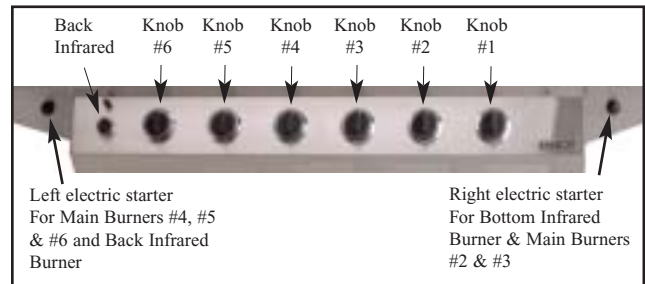 Back
Infrared
Knob
#6
Knob
#5
Knob
#4
Knob
#3
Knob
#2
Knob
#1
Left electric starter
For Main Burners #4, #5
& #6 and Back Infrared
Burner
Right electric starter
For Bottom Infrared
Burner & Main Burners
#2 & #3